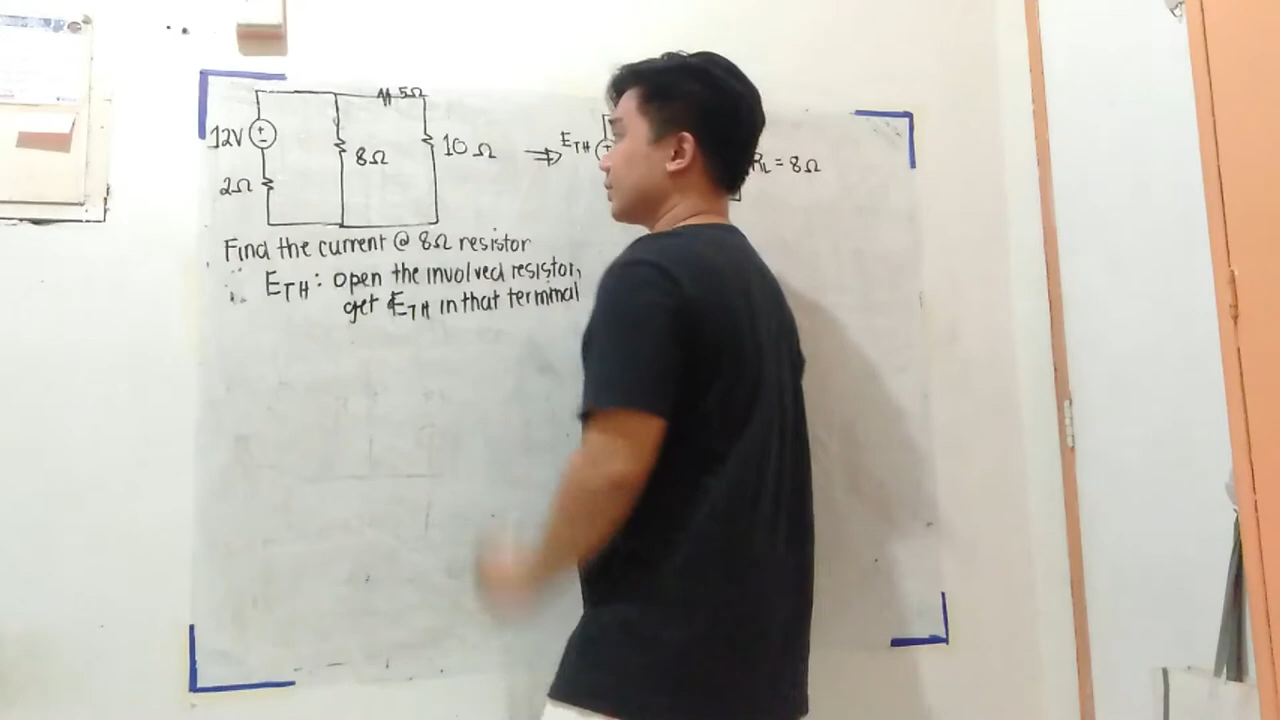 5Ω
12V
8Ω
10Ω
2Ω
⇒ ETH
RL = 8Ω
Find the current @ 8Ω resistor
∴ ETH: open the involved resistor,
get ETH in that terminal